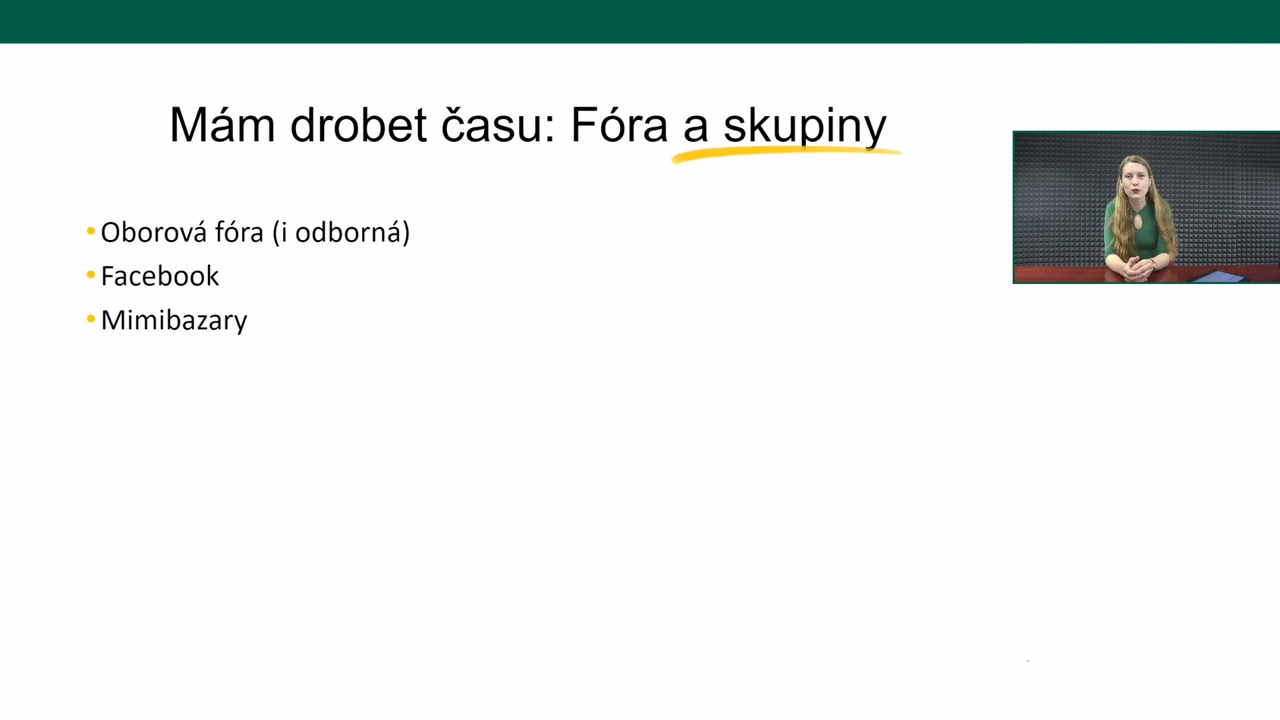 Mám drobet času: Fóra a skupiny
•Oborová fóra (i odborná)
•Facebook
•Mimibazary